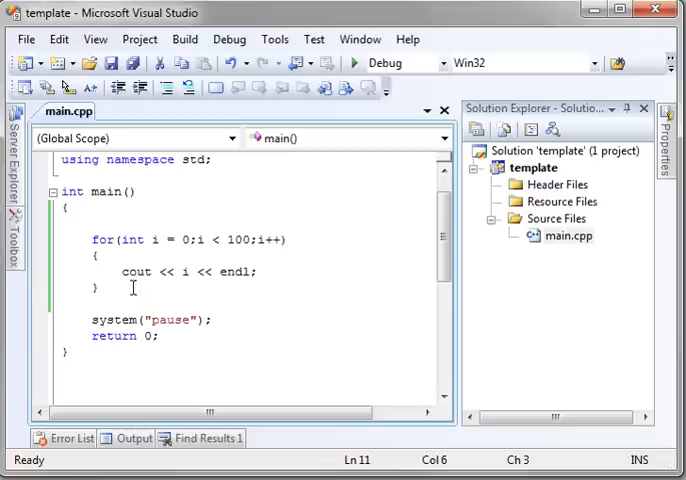 template - Microsoft Visual Studio
File Edit View Project Build Debug Tools Test Window Help
Debug Win32
main.cpp
(Global Scope) main()
using namespace std;
int main()
{
for(int i = 0;i < 100;i++)
{
cout << i << endl;
}
system("pause");
return 0;
}
Server Explorer
Toolbox
Solution Explorer - Solutio...
Solution 'template' (1 project)
template
Header Files
Resource Files
Source Files
main.cpp
Properties
Error List Output Find Results 1
Ready Ln 11 Col 6 Ch 3 INS